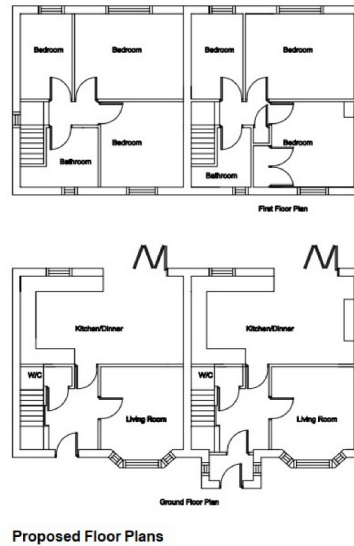 Bedroom Bedroom Bedroom Bedroom
Bathroom Bedroom Bathroom Bedroom
First Floor Plan
Kitchen/Dinner Kitchen/Dinner
W/C W/C
Living Room Living Room
Ground Floor Plan
Proposed Floor Plans